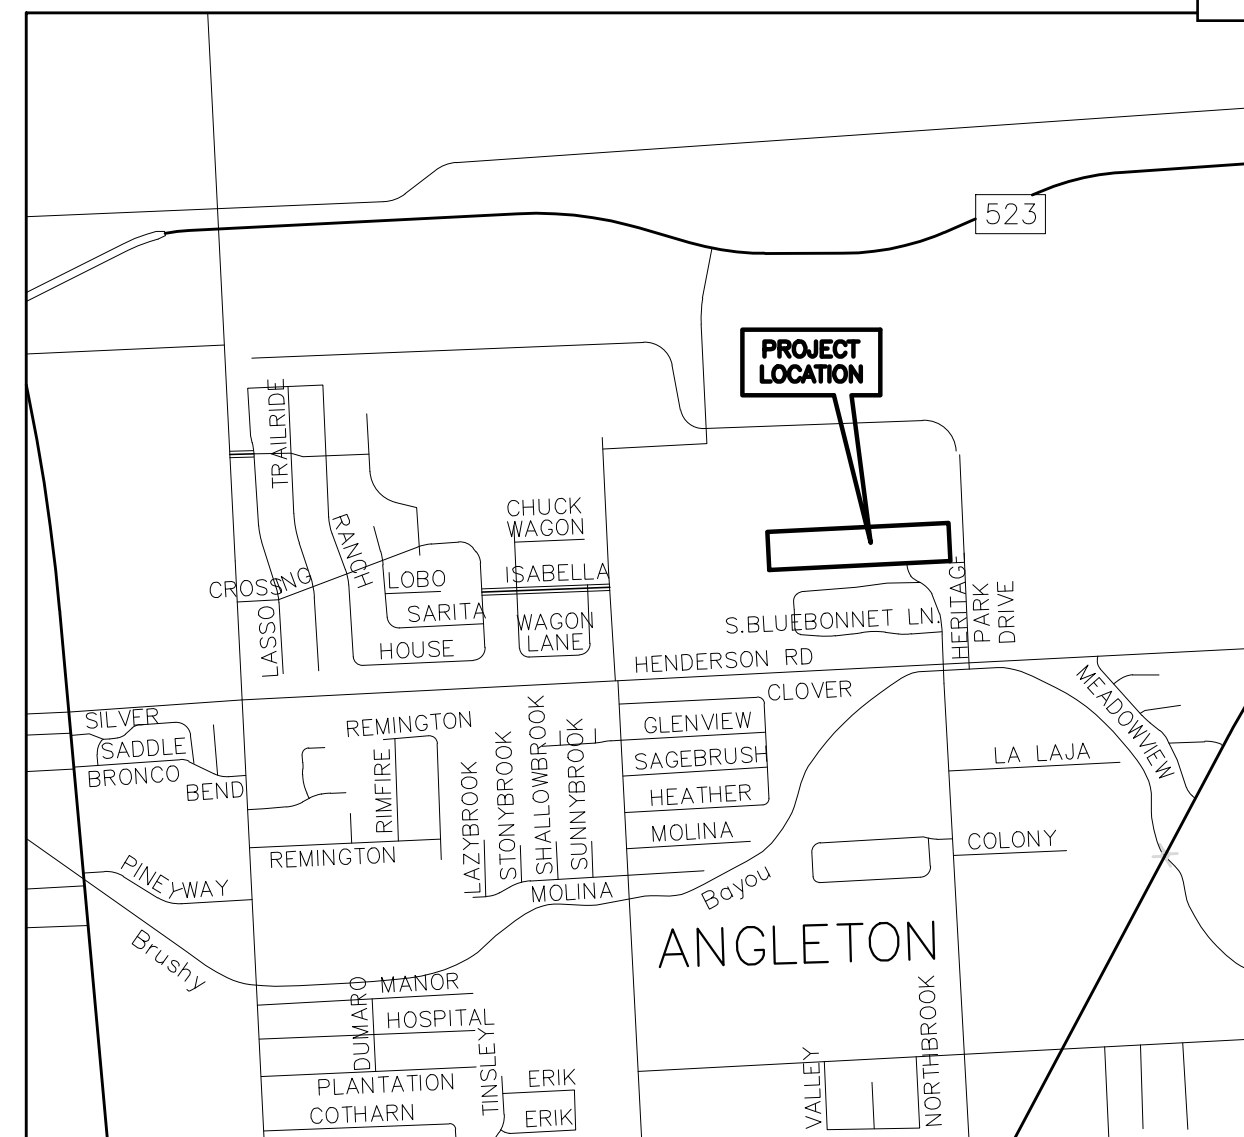 523
PROJECT
LOCATION
TRAILRIDE
RANCH
CHUCK
WAGON
CROSSNG
LOBO
ISABELLA
SARITA
WAGON
LANE
LASSO
HOUSE
S.BLUEBONNET LN.
HERITAGE
PARK
DRIVE
HENDERSON RD
CLOVER
MEADOWVIEW
SILVER
SADDLE
BRONCO
BEND
REMINGTON
RIMFIRE
REMINGTON
LAZYBROOK
STONYBROOK
SHALLOWBROOK
SUNNYBROOK
GLENVIEW
SAGEBRUSH
HEATHER
MOLINA
LA LAJA
COLONY
PINEYWAY
MOLINA
Bayou
Brushy
ANGLETON
MANOR
DUMARO
HOSPITAL
TINSLEY
PLANTATION
COTHARN
ERIK
ERIK
VALLEY
NORTHBROOK